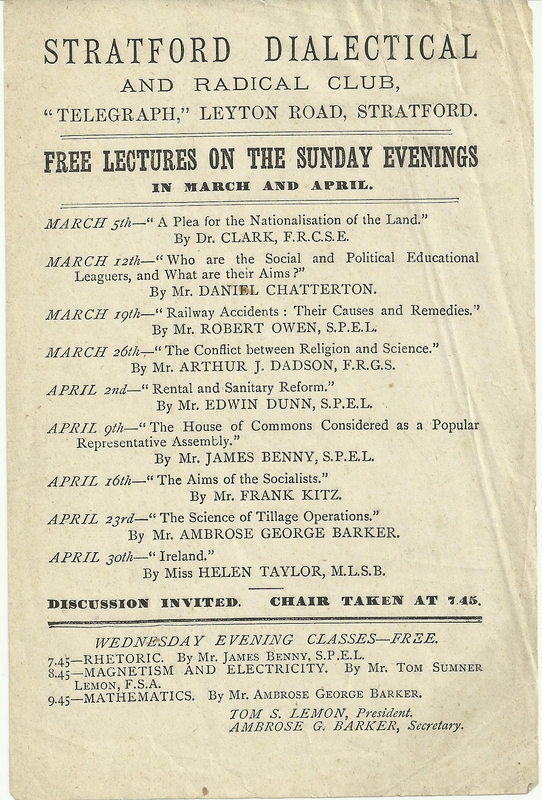 STRATFORD DIALECTICAL
AND RADICAL CLUB,
“TELEGRAPH,” LEYTON ROAD, STRATFORD.
FREE LECTURES ON THE SUNDAY EVENINGS
IN MARCH AND APRIL.
MARCH 5th—“ A Plea for the Nationalisation of the Land.”
By Dr. CLARK, F.R.C.S.E.
MARCH 12th—“ Who are the Social and Political Educational
Leaguers, and What are their Aims ?”
By Mr. DANIEL CHATTERTON.
MARCH 19th—“ Railway Accidents : Their Causes and Remedies.”
By Mr. ROBERT OWEN, S.P.E.L.
MARCH 26th—“ The Conflict between Religion and Science.”
By Mr. ARTHUR J. DADSON, F.R.G.S.
APRIL 2nd—“ Rental and Sanitary Reform.”
By Mr. EDWIN DUNN, S.P.E.L.
APRIL 9th—“ The House of Commons Considered as a Popular
Representative Assembly.”
By Mr. JAMES BENNY, S.P.E.L.
APRIL 16th—“ The Aims of the Socialists.”
By Mr. FRANK KITZ.
APRIL 23rd—“ The Science of Tillage Operations.”
By Mr. AMBROSE GEORGE BARKER.
APRIL 30th—“ Ireland.”
By Miss HELEN TAYLOR, M.L.S.B.
DISCUSSION INVITED. CHAIR TAKEN AT 7.45.
WEDNESDAY EVENING CLASSES—FREE.
7.45—RHETORIC. By Mr. JAMES BENNY, S.P.E.L.
8.45—MAGNETISM AND ELECTRICITY. By Mr. TOM SUMNER
LEMON, F.S.A.
9.45—MATHEMATICS. By Mr. AMBROSE GEORGE BARKER.
TOM S. LEMON, President.
AMBROSE G. BARKER, Secretary.